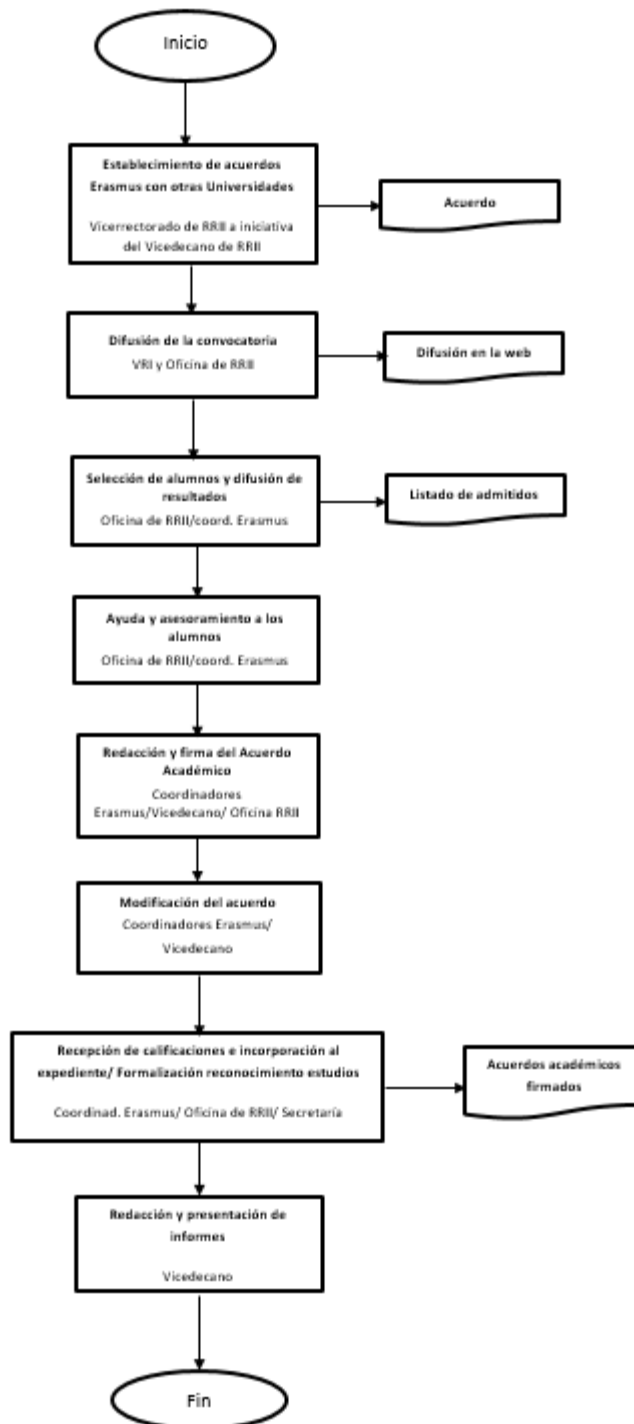 Inicio
Establecimiento de acuerdos
Erasmus con otras Universidades
Vicerrectorado de RRII a iniciativa
del Vicedecano de RRII
Acuerdo
Difusión de la convocatoria
VRI y Oficina de RRII
Difusión en la web
Selección de alumnos y difusión de
resultados
Oficina de RRII/coord. Erasmus
Listado de admitidos
Ayuda y asesoramiento a los
alumnos
Oficina de RRII/coord. Erasmus
Redacción y firma del Acuerdo
Académico
Coordinadores
Erasmus/Vicedecano/ Oficina RRII
Modificación del acuerdo
Coordinadores Erasmus/
Vicedecano
Recepción de calificaciones e incorporación al
expediente/ Formalización reconocimiento estudios
Coordinad. Erasmus/ Oficina de RRII/ Secretaría
Acuerdos académicos
firmados
Redacción y presentación de
informes
Vicedecano
Fin